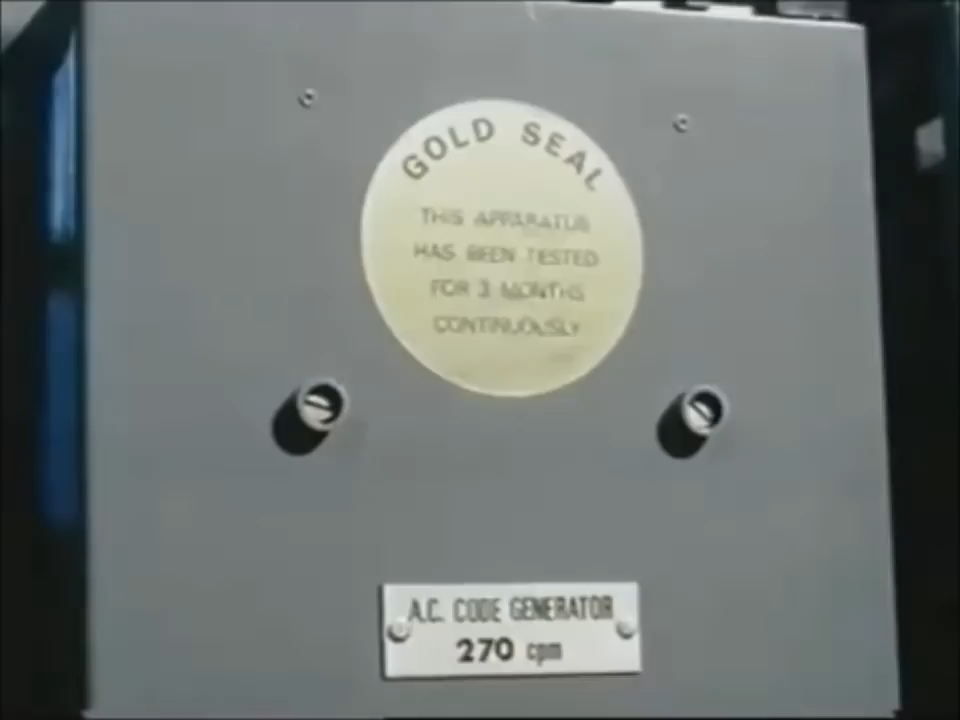 GOLD SEAL
THIS APPARATUS
HAS BEEN TESTED
FOR 3 MONTHS
CONTINUOUSLY
A.C. CODE GENERATOR
270 cpm